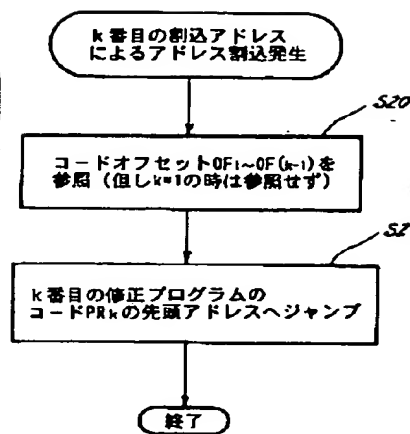 k番目の割込アドレス
によるアドレス割込発生
S20
コードオフセットOF1~OF(k-1)を
参照（但しk=1の時は参照せず）
k番目の修正プログラムの
コードPRkの先頭アドレスへジャンプ
終了